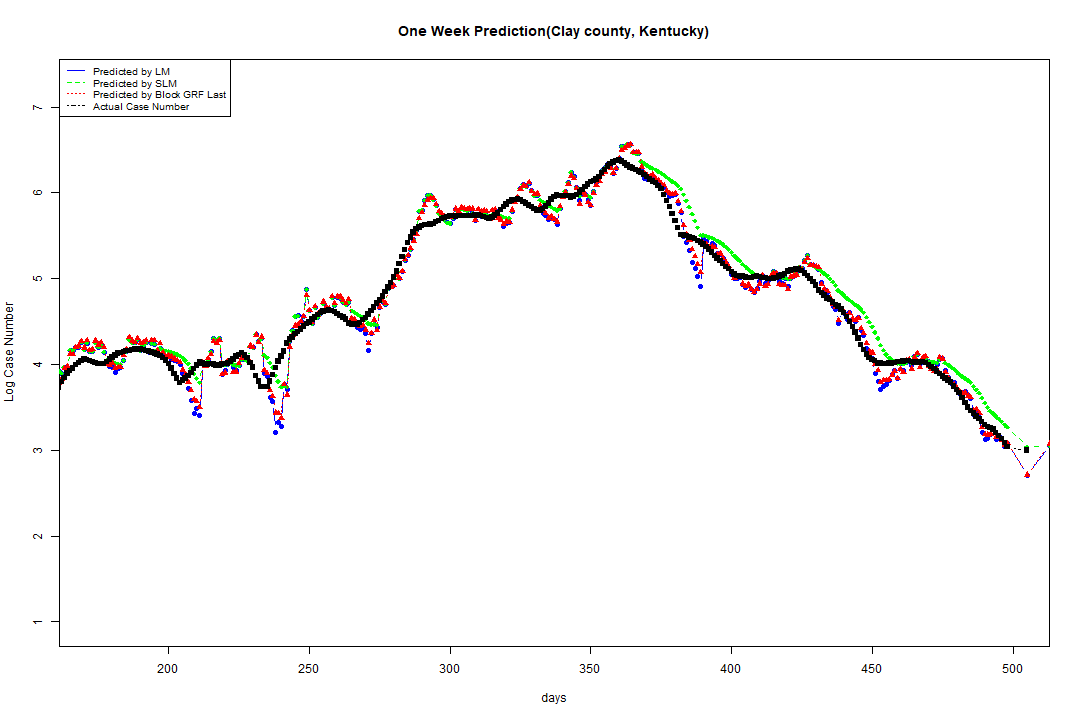 One Week Prediction(Clay county, Kentucky)
Predicted by LM
Predicted by SLM
Predicted by Block GRF Last
Actual Case Number
7
6
5
4
3
2
1
Log Case Number
200 250 300 350 400 450 500
days